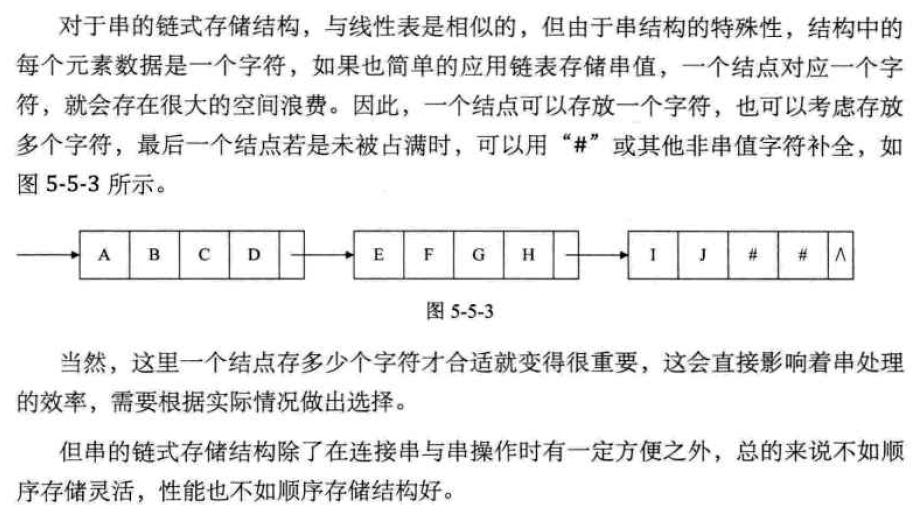 对于串的链式存储结构，与线性表是相似的，但由于串结构的特殊性，结构中的
每个元素数据是一个字符，如果也简单的应用链表存储串值，一个结点对应一个字
符，就会存在很大的空间浪费。因此，一个结点可以存放一个字符，也可以考虑存放
多个字符，最后一个结点若是未被占满时，可以用“#”或其他非串值字符补全，如
图 5-5-3 所示。
A B C D E F G H I J # # ∧
图 5-5-3
当然，这里一个结点存多少个字符才合适就变得很重要，这会直接影响着串处理
的效率，需要根据实际情况做出选择。
但串的链式存储结构除了在连接串与串操作时有一定方便之外，总的来说不如顺
序存储灵活，性能也不如顺序存储结构好。